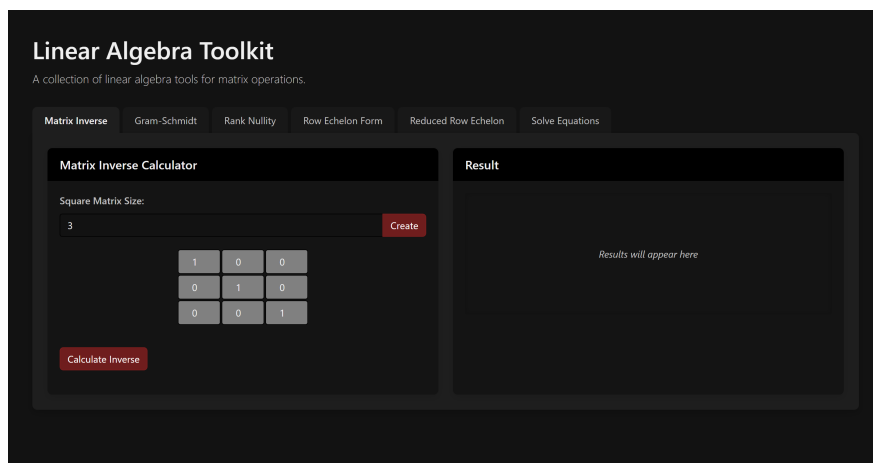 Linear Algebra Toolkit
A collection of linear algebra tools for matrix operations.
Matrix Inverse Gram-Schmidt Rank Nullity Row Echelon Form Reduced Row Echelon Solve Equations
Matrix Inverse Calculator
Square Matrix Size:
3 Create
1 0 0
0 1 0
0 0 1
Calculate Inverse
Result
Results will appear here